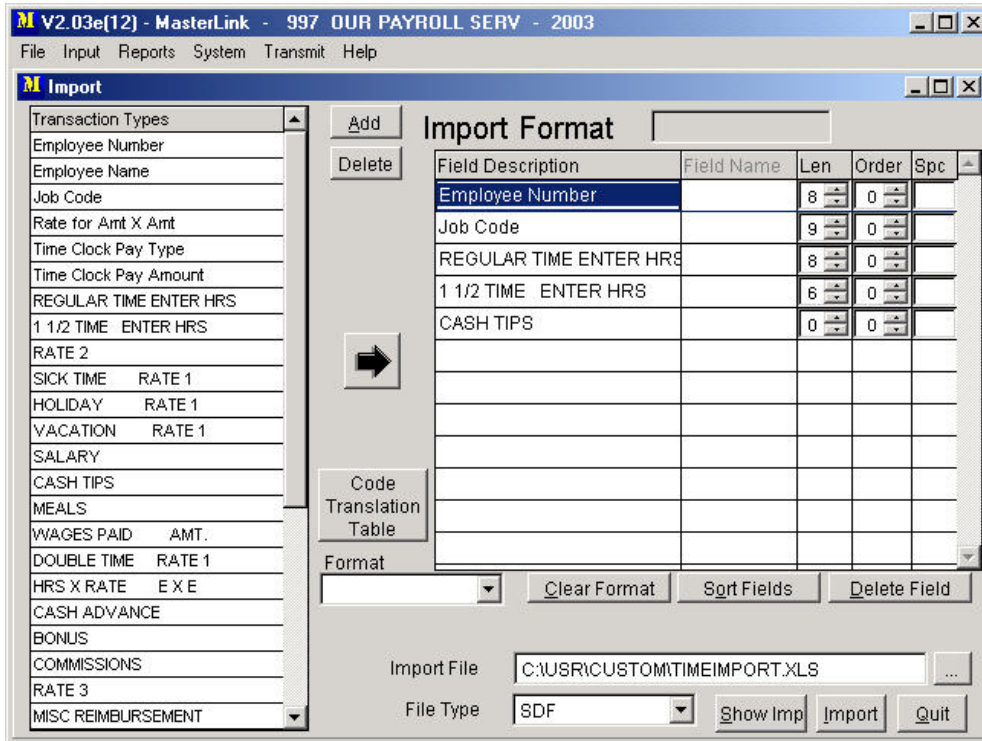 M V2.03e(12) - MasterLink - 997 OUR PAYROLL SERV - 2003
File Input Reports System Transmit Help
M Import
Transaction Types
Employee Number
Employee Name
Job Code
Rate for Amt X Amt
Time Clock Pay Type
Time Clock Pay Amount
REGULAR TIME ENTER HRS
1 1/2 TIME ENTER HRS
RATE 2
SICK TIME RATE 1
HOLIDAY RATE 1
VACATION RATE 1
SALARY
CASH TIPS
MEALS
WAGES PAID AMT.
DOUBLE TIME RATE 1
HRS X RATE E X E
CASH ADVANCE
BONUS
COMMISSIONS
RATE 3
MISC REIMBURSEMENT
Add
Delete
Code
Translation
Table
Format
Import Format
Field Description Field Name Len Order Spc
Employee Number 8 0
Job Code 9 0
REGULAR TIME ENTER HRS 8 0
1 1/2 TIME ENTER HRS 6 0
CASH TIPS 0 0
Clear Format Sort Fields Delete Field
Import File C:\USR\CUSTOM\TIMEIMPORT.XLS ...
File Type SDF Show Imp Import Quit